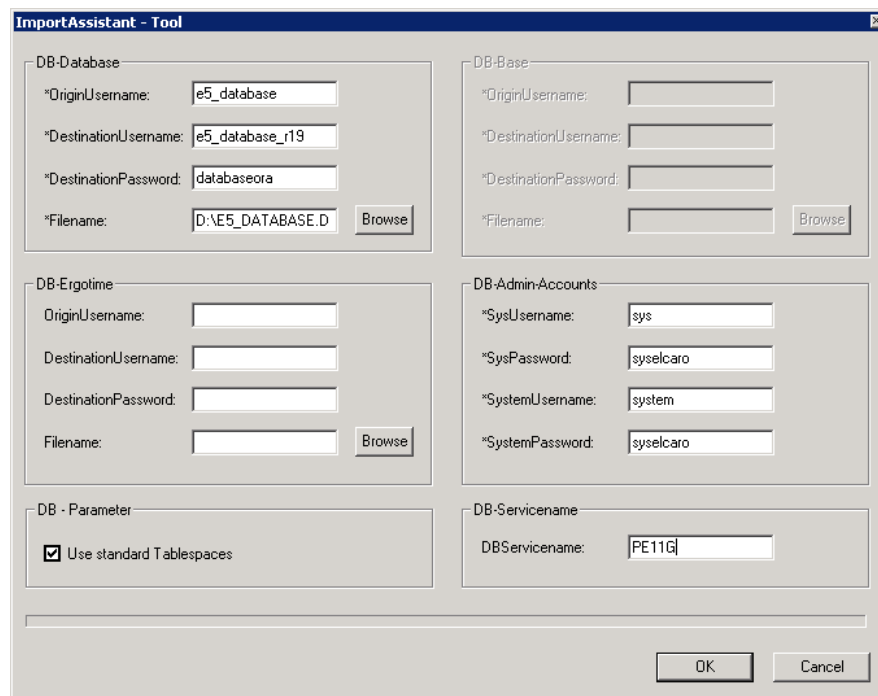 ImportAssistant - Tool
DB-Database
*OriginUsername: e5_database
*DestinationUsername: e5_database_r19
*DestinationPassword: databaseora
*Filename: D:\E5_DATABASE.D Browse
DB-Base
*OriginUsername:
*DestinationUsername:
*DestinationPassword:
*Filename: Browse
DB-Ergotime
OriginUsername:
DestinationUsername:
DestinationPassword:
Filename: Browse
DB-Admin-Accounts
*SysUsername: sys
*SysPassword: syselcaro
*SystemUsername: system
*SystemPassword: syselcaro
DB - Parameter
Use standard Tablespaces
DB-Servicename
DBServicename: PE11G
OK Cancel